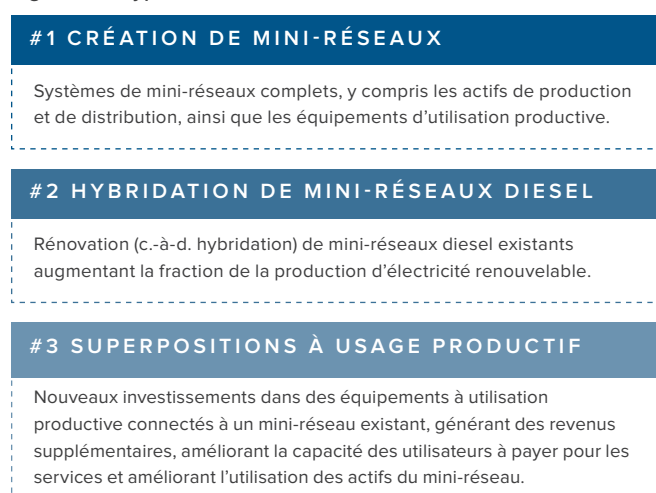 #1 CRÉATION DE MINI-RÉSEAUX
Systèmes de mini-réseaux complets, y compris les actifs de production
et de distribution, ainsi que les équipements d’utilisation productive.
#2 HYBRIDATION DE MINI-RÉSEAUX DIESEL
Rénovation (c.-à-d. hybridation) de mini-réseaux diesel existants
augmentant la fraction de la production d’électricité renouvelable.
#3 SUPERPOSITIONS À USAGE PRODUCTIF
Nouveaux investissements dans des équipements à utilisation
productive connectés à un mini-réseau existant, générant des revenus
supplémentaires, améliorant la capacité des utilisateurs à payer pour les
services et améliorant l’utilisation des actifs du mini-réseau.